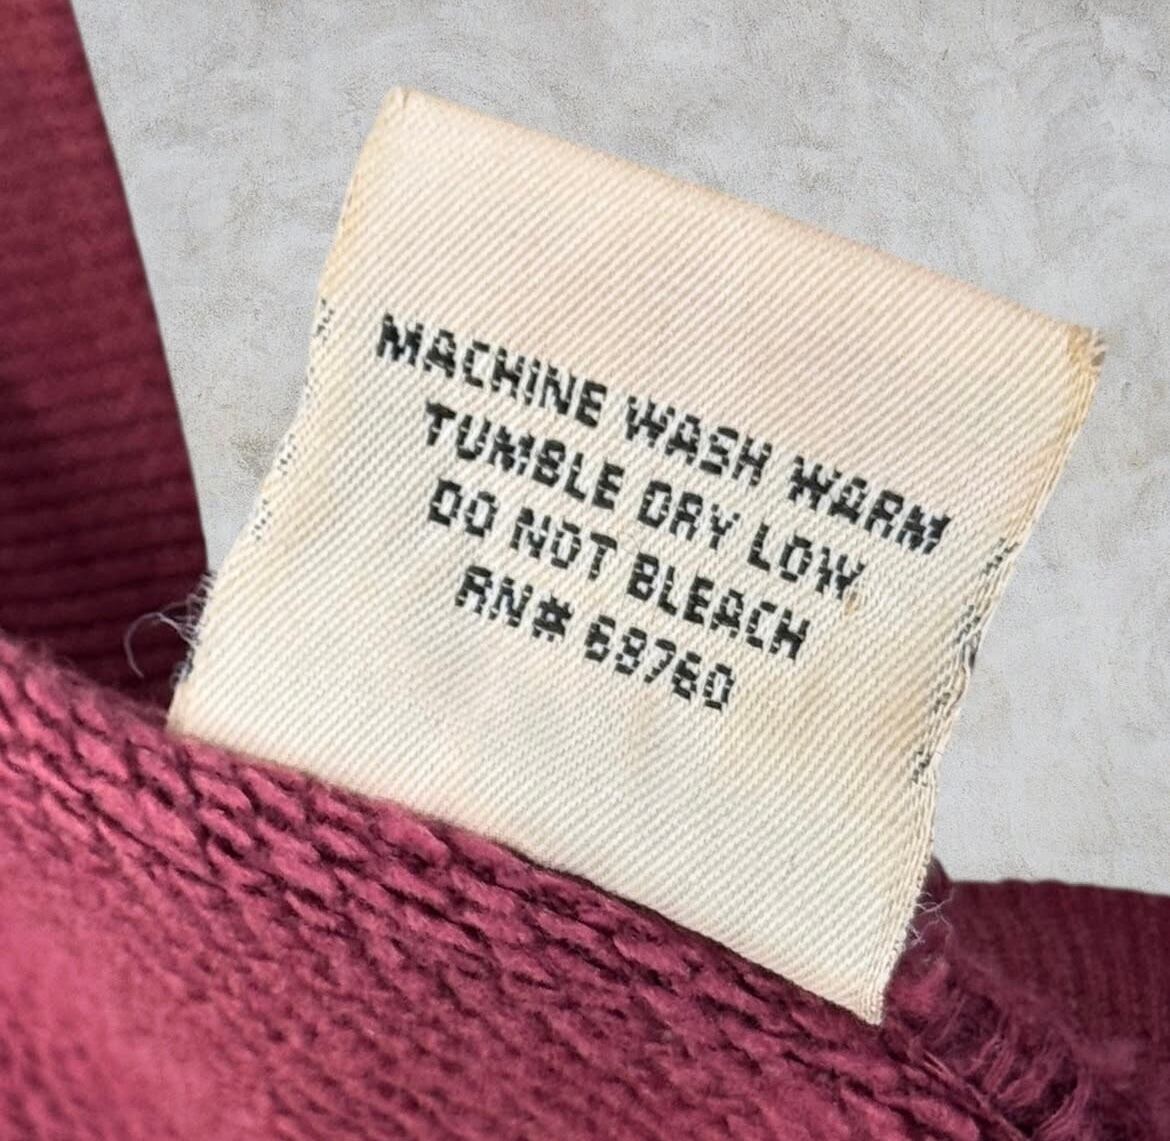 MACHINE WASH WARM
TUMBLE DRY LOW
DO NOT BLEACH
RN# 69760